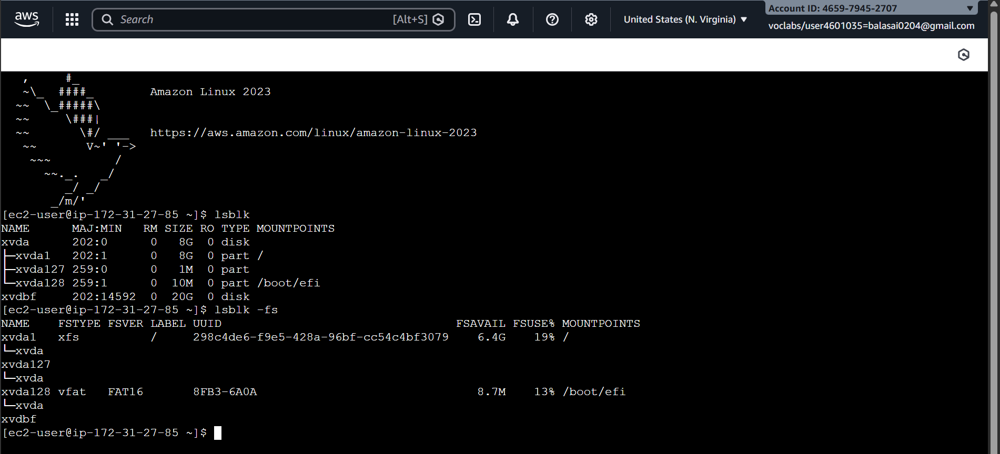 aws
Search [Alt+S]
United States (N. Virginia)
Account ID: 4659-7945-2707
voclabs/user4601035=balasai0204@gmail.com
   ,     #_
   ~\_  ####_        Amazon Linux 2023
  ~~  \_#####\
  ~~     \###|
  ~~       \#/ ___   https://aws.amazon.com/linux/amazon-linux-2023
   ~~       V~' '->
    ~~~         /
      ~~._.   _/
         _/ _/
       _/m/'
[ec2-user@ip-172-31-27-85 ~]$ lsblk
NAME      MAJ:MIN   RM SIZE RO TYPE MOUNTPOINTS
xvda      202:0      0   8G  0 disk
├─xvda1   202:1      0   8G  0 part /
├─xvda127 259:0      0   1M  0 part
└─xvda128 259:1      0  10M  0 part /boot/efi
xvdbf     202:14592  0  20G  0 disk
[ec2-user@ip-172-31-27-85 ~]$ lsblk -fs
NAME    FSTYPE FSVER LABEL UUID                                 FSAVAIL FSUSE% MOUNTPOINTS
xvda1   xfs          /     298c4de6-f9e5-428a-96bf-cc54c4bf3079    6.4G    19% /
└─xvda
xvda127
└─xvda
xvda128 vfat   FAT16       8FB3-6A0A                               8.7M    13% /boot/efi
└─xvda
xvdbf
[ec2-user@ip-172-31-27-85 ~]$